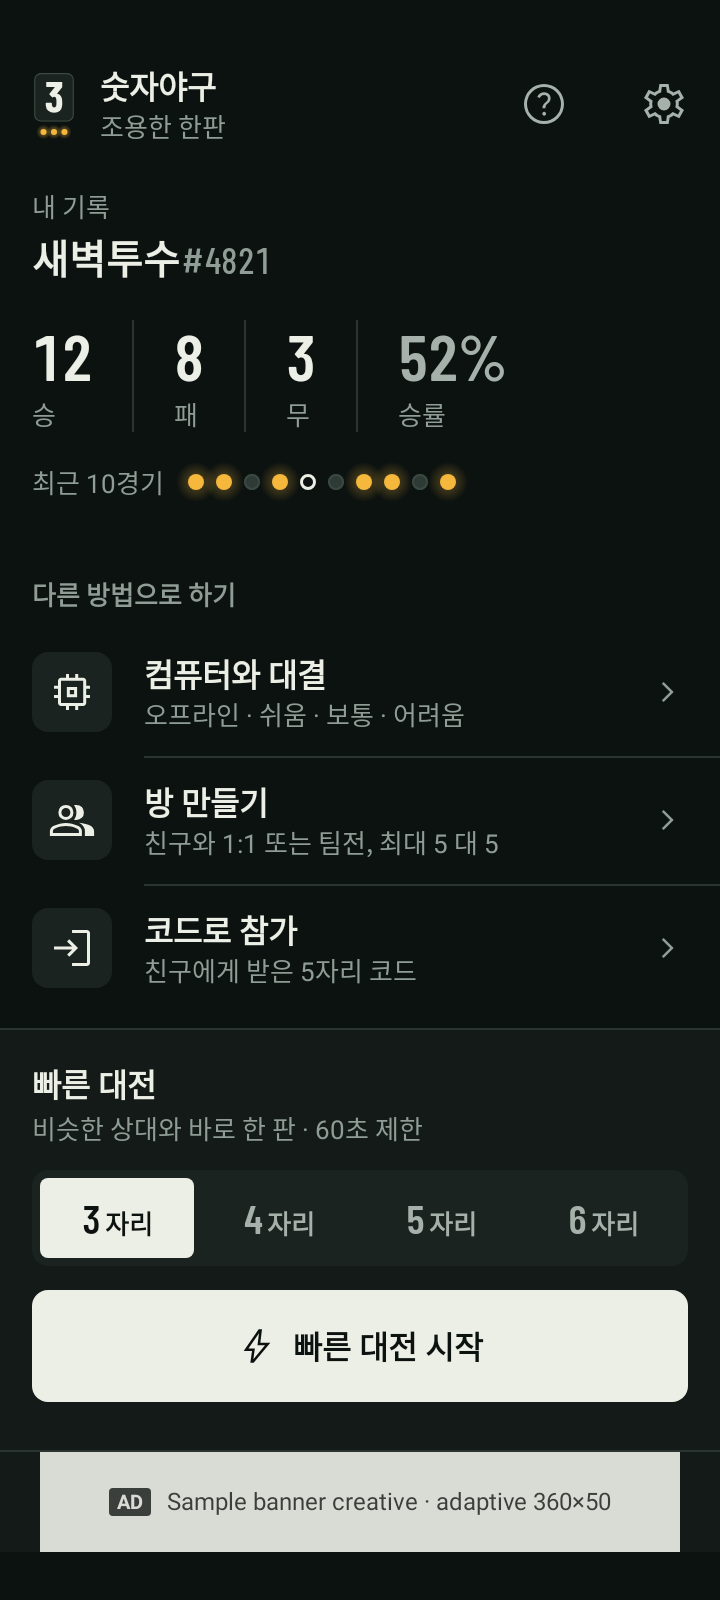 3
숫자야구
조용한 한판
내 기록
새벽투수#4821
12 8 3 52%
승 패 무 승률
최근 10경기
다른 방법으로 하기
컴퓨터와 대결
오프라인 · 쉬움 · 보통 · 어려움
방 만들기
친구와 1:1 또는 팀전, 최대 5 대 5
코드로 참가
친구에게 받은 5자리 코드
빠른 대전
비슷한 상대와 바로 한 판 · 60초 제한
3 자리 4 자리 5 자리 6 자리
빠른 대전 시작
AD Sample banner creative · adaptive 360×50